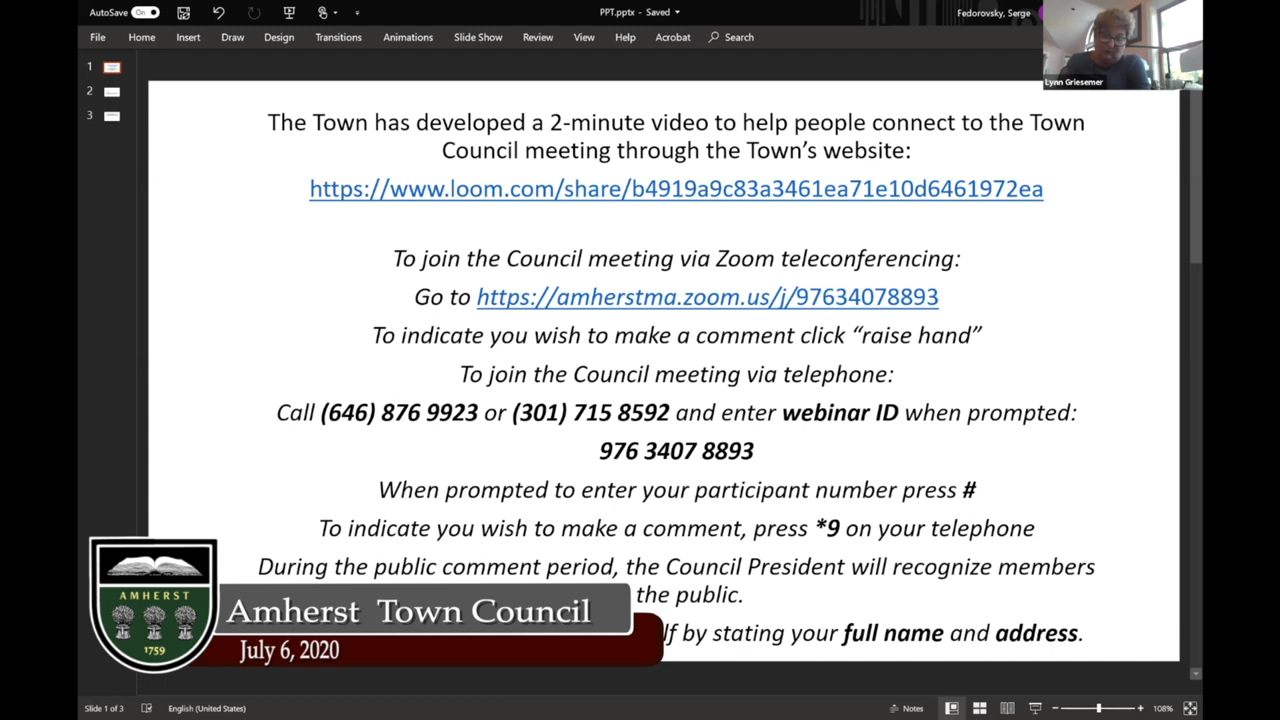 AutoSave On
PPT.pptx - Saved
Fedorovsky, Serge
File Home Insert Draw Design Transitions Animations Slide Show Review View Help Acrobat Search
Lynn Griesemer
1
2
3
The Town has developed a 2-minute video to help people connect to the Town
Council meeting through the Town's website:
https://www.loom.com/share/b4919a9c83a3461ea71e10d6461972ea
To join the Council meeting via Zoom teleconferencing:
Go to https://amherstma.zoom.us/j/97634078893
To indicate you wish to make a comment click “raise hand”
To join the Council meeting via telephone:
Call (646) 876 9923 or (301) 715 8592 and enter webinar ID when prompted:
976 3407 8893
When prompted to enter your participant number press #
To indicate you wish to make a comment, press *9 on your telephone
During the public comment period, the Council President will recognize members
the public.
lf by stating your full name and address.
AMHERST
1759
Amherst Town Council
July 6, 2020
Slide 1 of 3 English (United States) Notes 108%